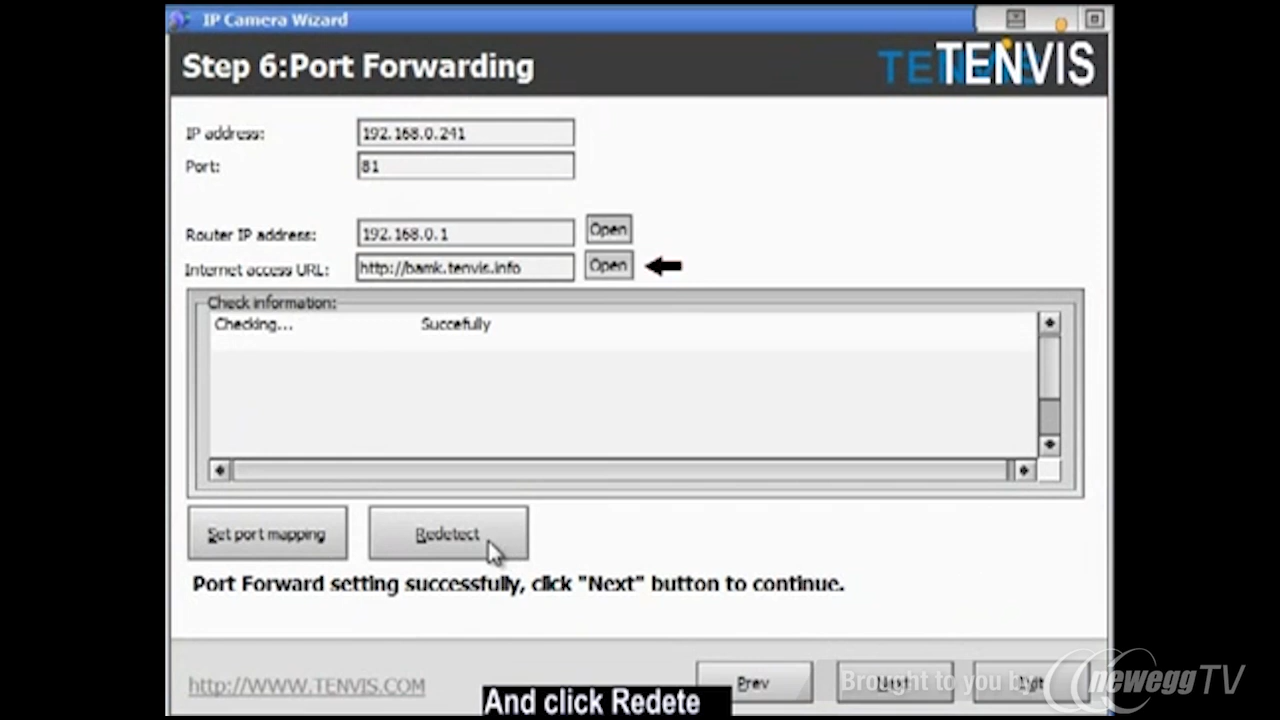 IP Camera Wizard
Step 6:Port Forwarding
TENVIS
IP address: 192.168.0.241
Port: 81
Router IP address: 192.168.0.1 Open
Internet access URL: http://bamk.tenvis.info Open
Check information:
Checking... Succefully
Set port mapping Redetect
Port Forward setting successfully, click "Next" button to continue.
http://WWW.TENVIS.COM
Prev Next
Brought to you by neweggTV
And click Redete